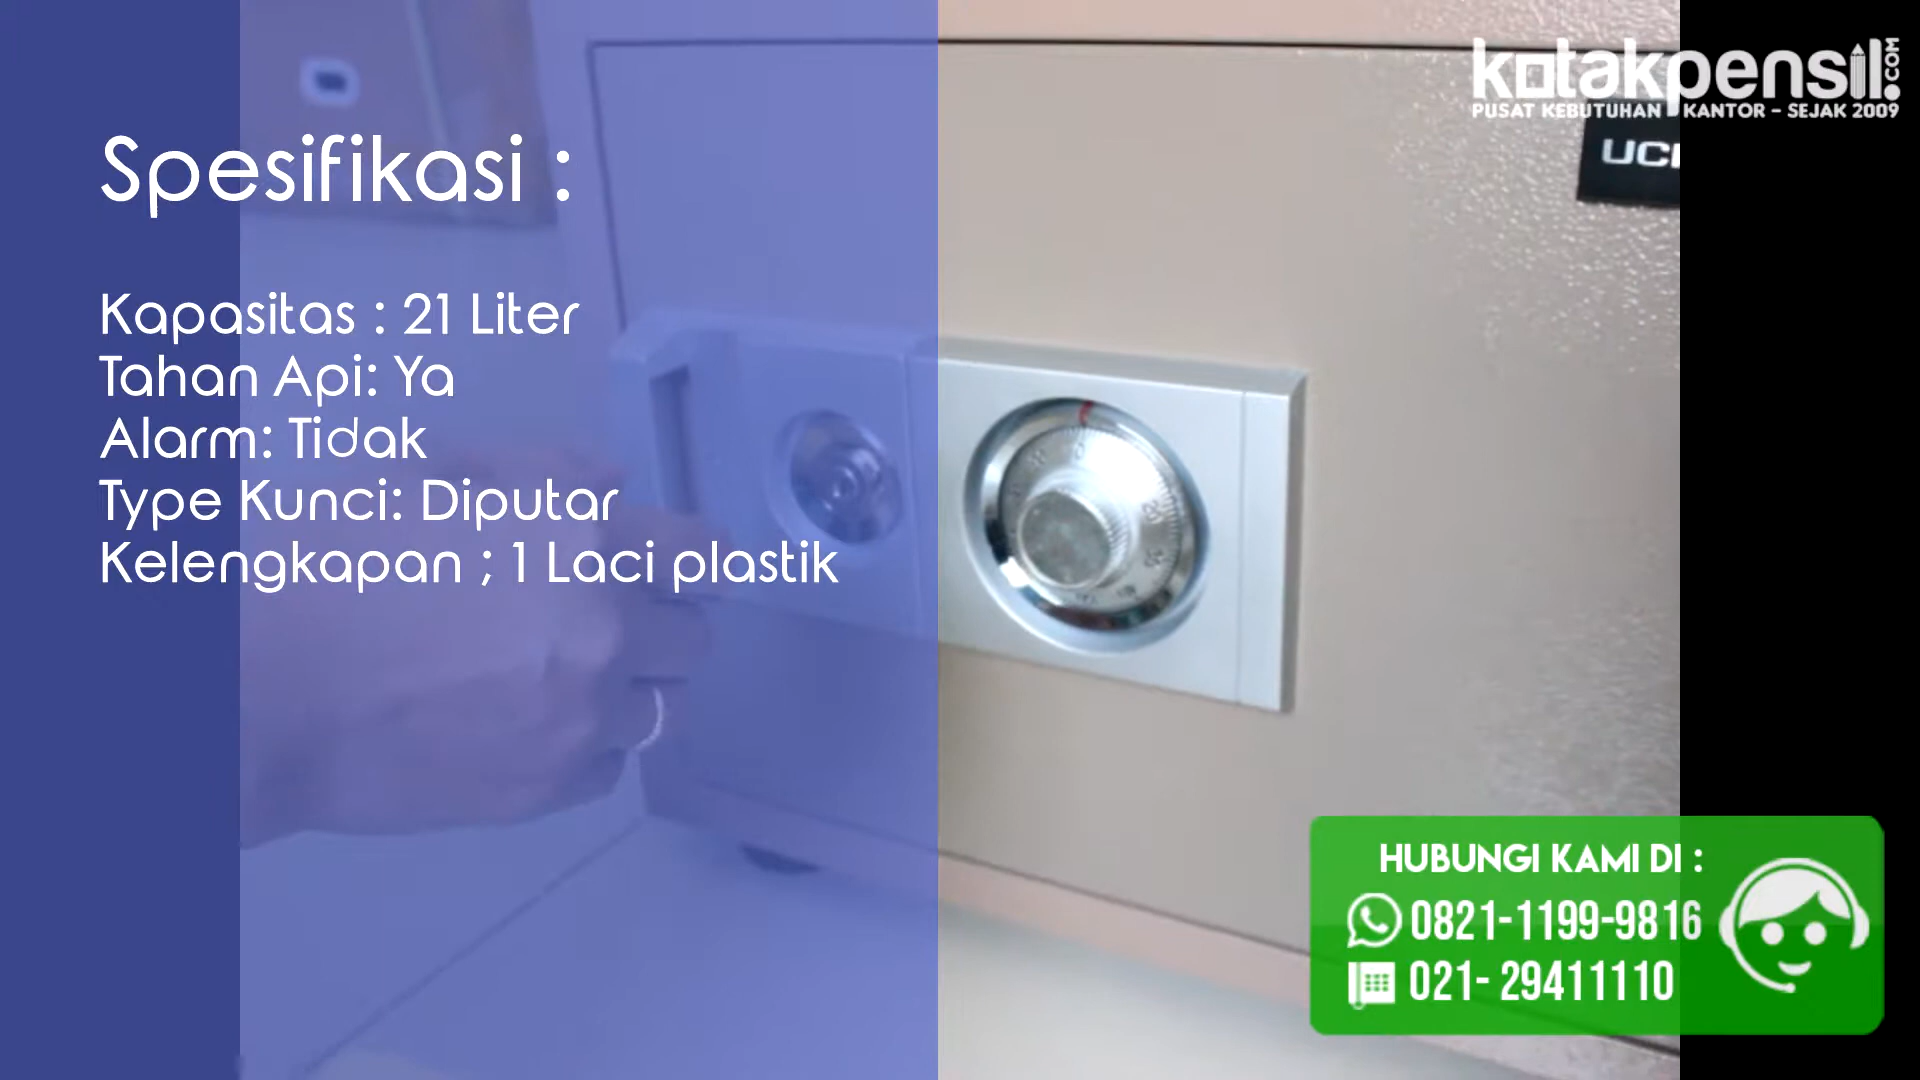 kotakpensil.com
PUSAT KEBUTUHAN KANTOR - SEJAK 2009
Spesifikasi :
Kapasitas : 21 Liter
Tahan Api: Ya
Alarm: Tidak
Type Kunci: Diputar
Kelengkapan ; 1 Laci plastik
HUBUNGI KAMI DI :
0821-1199-9816
021- 29411110